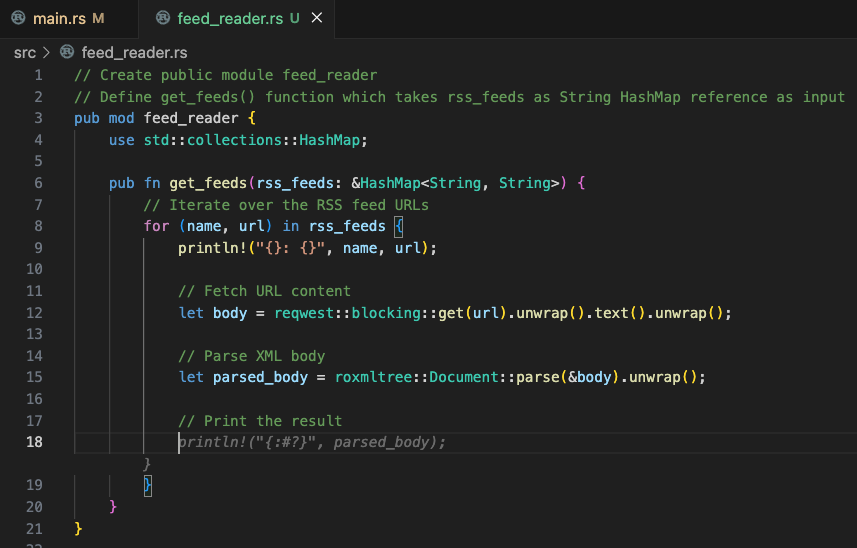 main.rs M feed_reader.rs U
src > feed_reader.rs
1 // Create public module feed_reader
2 // Define get_feeds() function which takes rss_feeds as String HashMap reference as input
3 pub mod feed_reader {
4     use std::collections::HashMap;
5
6     pub fn get_feeds(rss_feeds: &HashMap<String, String>) {
7         // Iterate over the RSS feed URLs
8         for (name, url) in rss_feeds {
9             println!("{}: {}", name, url);
10
11             // Fetch URL content
12             let body = reqwest::blocking::get(url).unwrap().text().unwrap();
13
14             // Parse XML body
15             let parsed_body = roxmltree::Document::parse(&body).unwrap();
16
17             // Print the result
18             println!("{:#?}", parsed_body);
        }
19         }
20     }
21 }
22